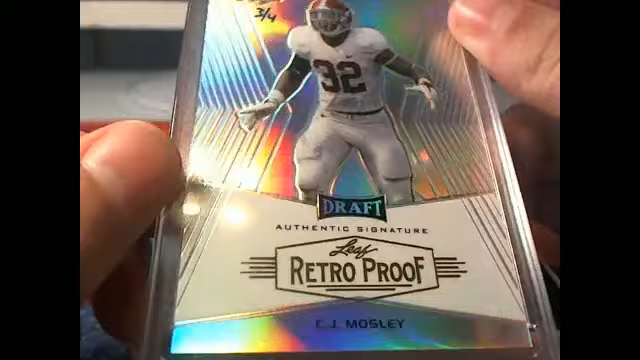 3/4
32
DRAFT
AUTHENTIC SIGNATURE
Leaf
RETRO PROOF
C.J. MOSLEY